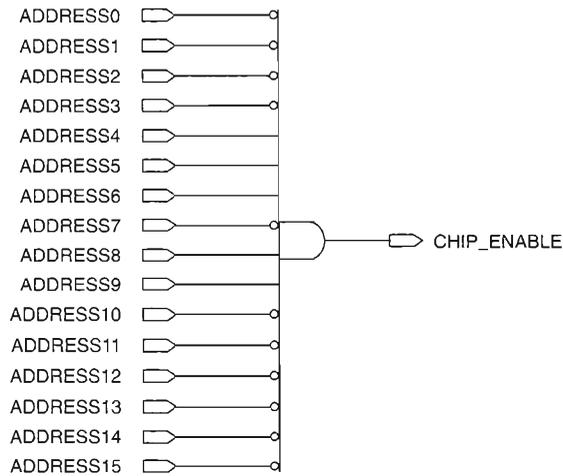 ADDRESS0
ADDRESS1
ADDRESS2
ADDRESS3
ADDRESS4
ADDRESS5
ADDRESS6
ADDRESS7
CHIP_ENABLE
ADDRESS8
ADDRESS9
ADDRESS10
ADDRESS11
ADDRESS12
ADDRESS13
ADDRESS14
ADDRESS15